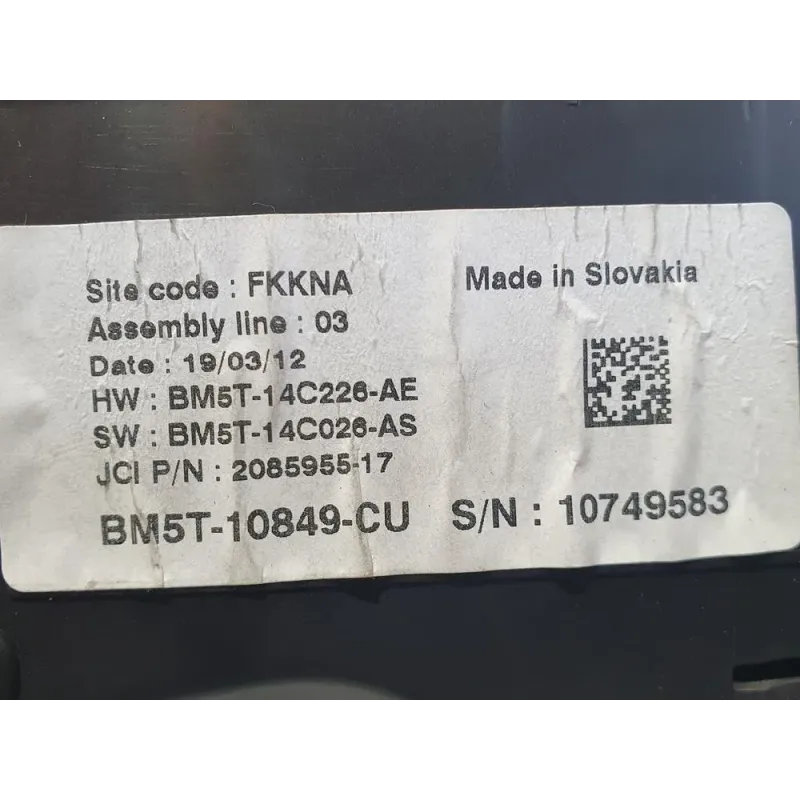 Site code : FKKNA
Made in Slovakia
Assembly line : 03
Date : 19/03/12
HW : BM5T-14C226-AE
SW : BM5T-14C026-AS
JCI P/N : 2085955-17
BM5T-10849-CU S/N : 10749583